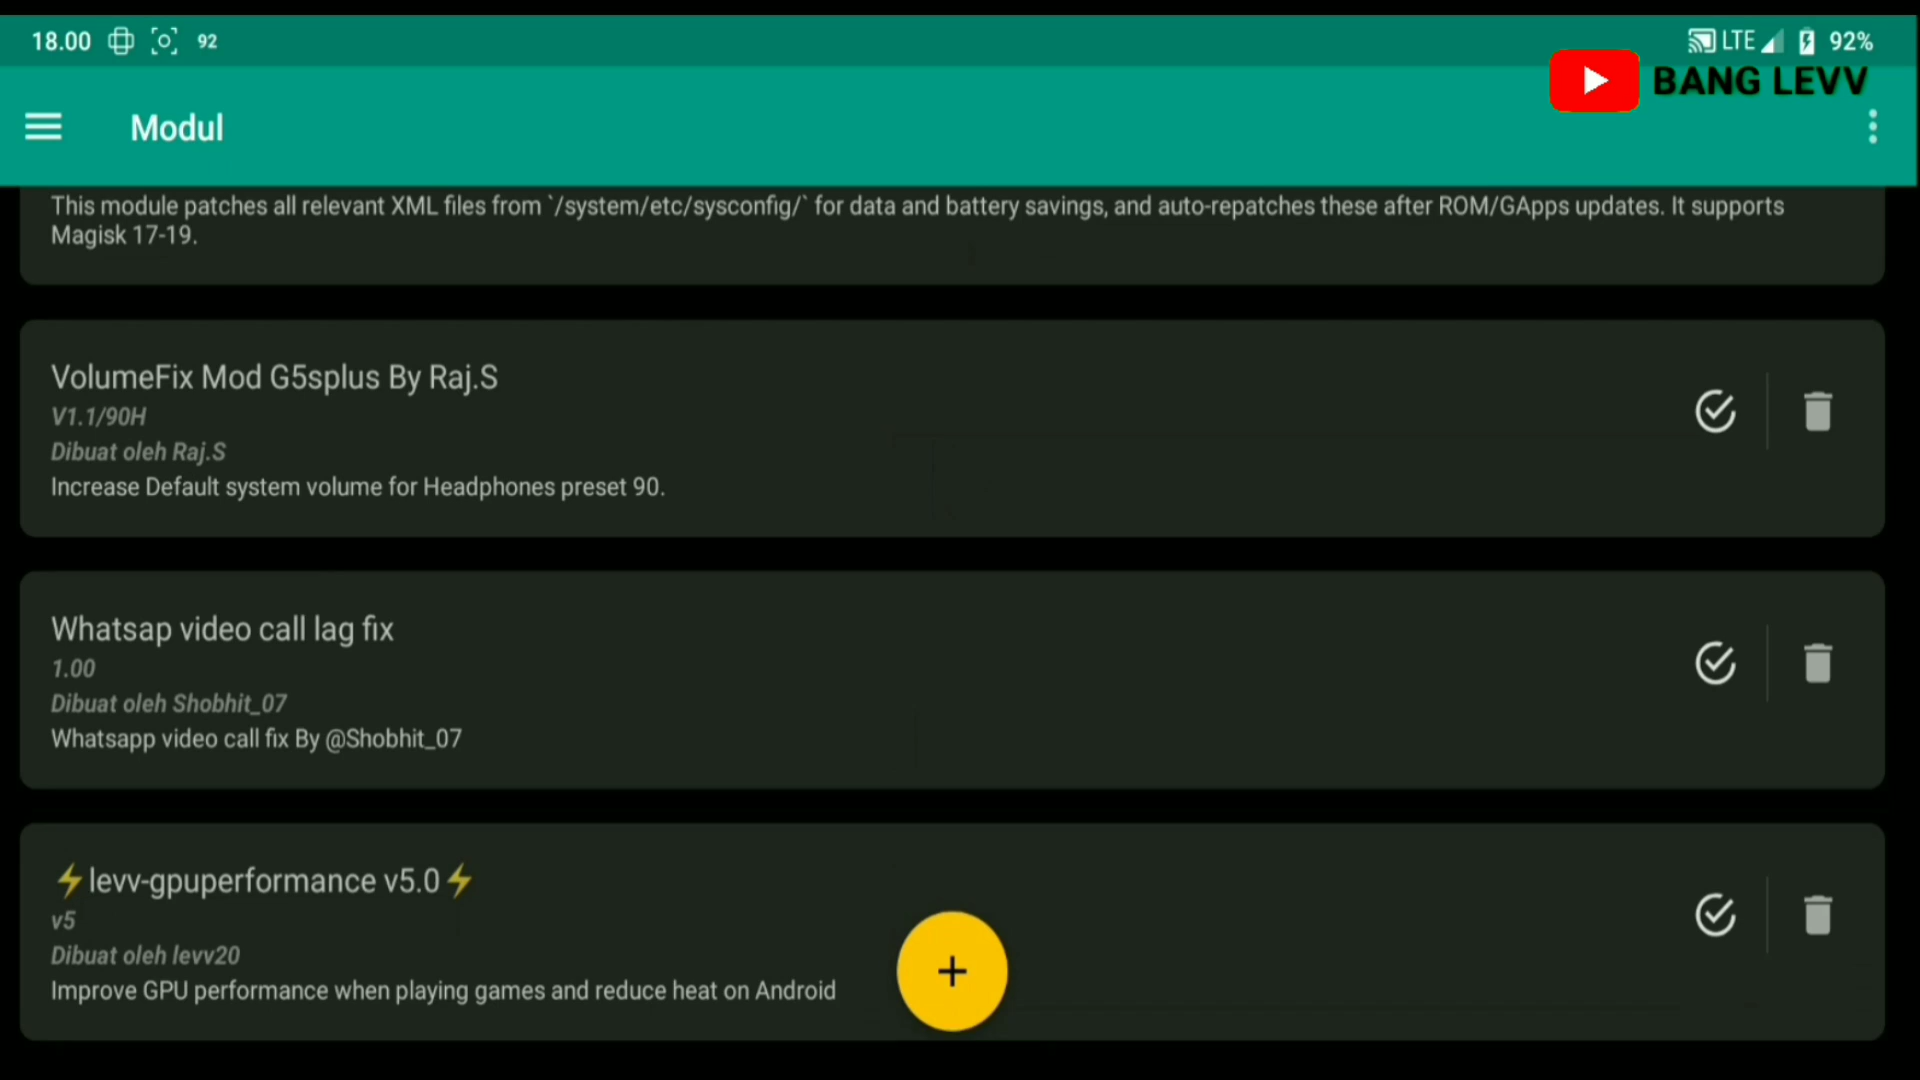 18.00 92 LTE 92%
BANG LEVV
Modul
This module patches all relevant XML files from `/system/etc/sysconfig/` for data and battery savings, and auto-repatches these after ROM/GApps updates. It supports
Magisk 17-19.
VolumeFix Mod G5splus By Raj.S
V1.1/90H
Dibuat oleh Raj.S
Increase Default system volume for Headphones preset 90.
Whatsap video call lag fix
1.00
Dibuat oleh Shobhit_07
Whatsapp video call fix By @Shobhit_07
⚡levv-gpuperformance v5.0⚡
v5
Dibuat oleh levv20
Improve GPU performance when playing games and reduce heat on Android